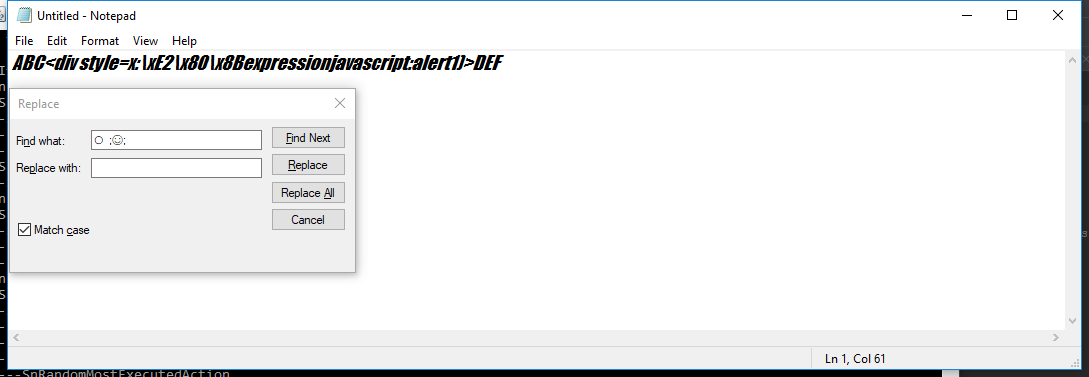 Untitled - Notepad
File Edit Format View Help
ABC<div style=x:\xE2\x80\x8Bexpressionjavascript:alert1)>DEF
Replace
Find what: ○ ;☺; Find Next
Replace with: Replace
Replace All
Cancel
Match case
Ln 1, Col 61
---SnRandomMostExecutedAction